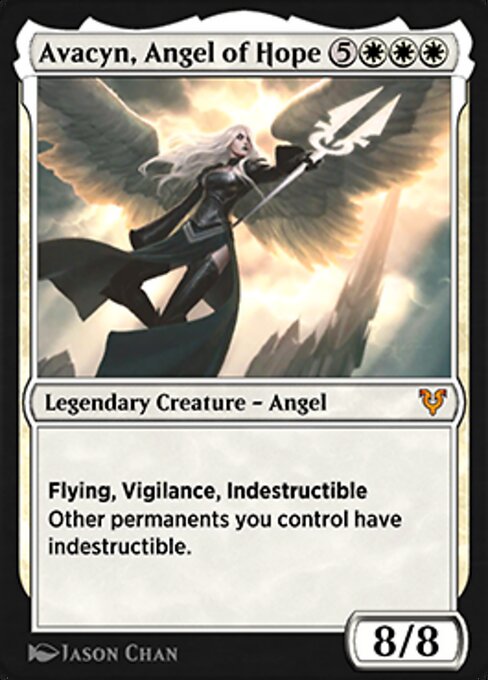 Avacyn, Angel of Hope 5
Legendary Creature – Angel
Flying, Vigilance, Indestructible
Other permanents you control have
indestructible.
8/8
Jason Chan